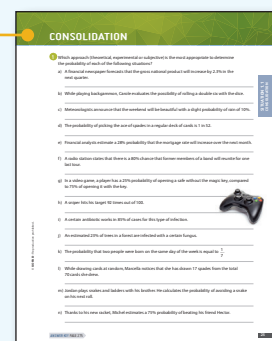 CONSOLIDATION
1 Which approach (theoretical, experimental or subjective) is the most appropriate to determine
the probability of each of the following situations?
a) A financial newspaper forecasts that the gross national product will increase by 2.3% in the
next quarter.
b) While playing backgammon, Carole evaluates the possibility of rolling a double six with the dice.
c) Meteorologists announce that the weekend will be beautiful with a slight probability of rain of 10%.
d) The probability of picking the ace of spades in a regular deck of cards is 1 in 52.
e) Financial analysts estimate a 28% probability that the mortgage rate will increase over the next month.
f) A radio station states that there is a 80% chance that former members of a band will reunite for one
last tour.
g) In a video game, a player has a 25% probability of opening a safe without the magic key, compared
to 75% of opening it with the key.
h) A sniper hits his target 92 times out of 100.
i) A certain antibiotic works in 65% of cases for this type of infection.
j) An estimated 20% of trees in a forest are infected with a certain fungus.
k) The probability that two people were born on the same day of the week is equal to 1/7.
l) While drawing cards at random, Marcello notices that she has drawn 17 spades from the total
70 cards she drew.
m) Jordan plays snakes and ladders with his brother. He calculates the probability of avoiding a snake
on his next roll.
n) Thanks to his new racket, Michel estimates a 75% probability of beating his friend Hector.